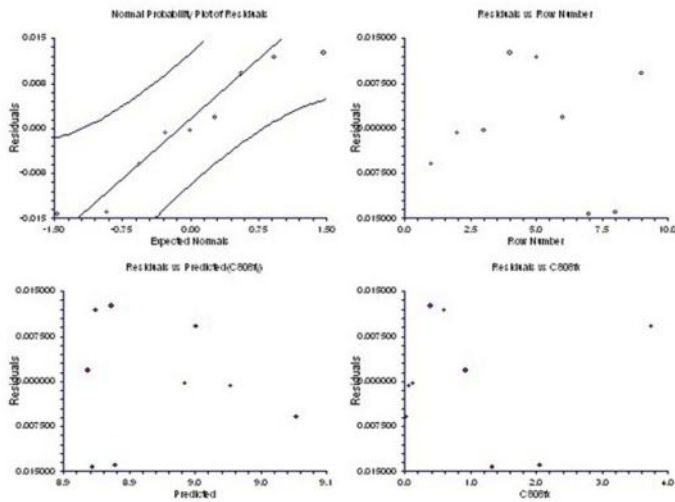 Normal Probability Plot of Residuals
0.015
0.008
0.000
-0.008
-0.015
-1.50 -0.75 0.00 0.75 1.50
Residuals
Expected Normals
Residuals vs Row Number
0.015000
0.007500
0.000000
0.007500
0.015000
0.0 2.5 5.0 7.5 10.0
Residuals
Row Number
Residuals vs
0.015000
0.007500
0.000000
0.007500
0.015000
8.9 8.9 9.0 9.0 9.1
Residuals
Predicted
Residuals vs
0.015000
0.007500
0.000000
0.007500
0.015000
0.0 1.0 2.0 3.0 4.0
Residuals